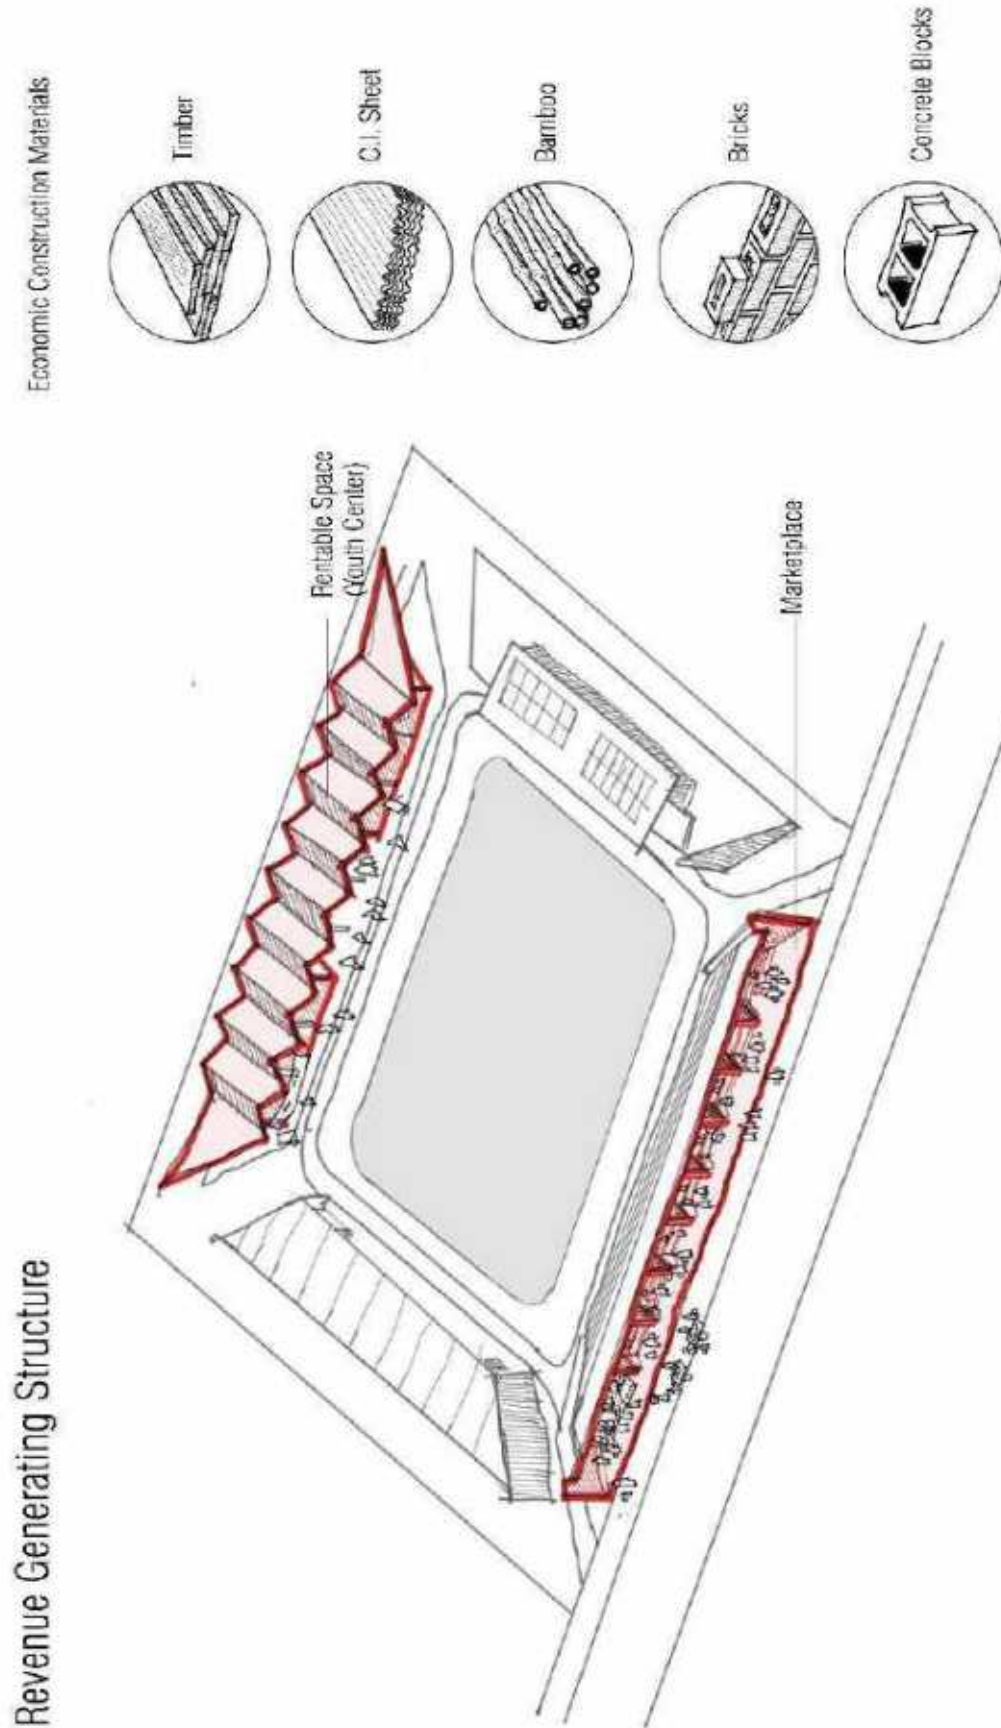 Revenue Generating Structure
Economic Construction Materials
Timber
C.I. Sheet
Bamboo
Bricks
Concrete Blocks
Rentable Space
(Youth Center)
Marketplace